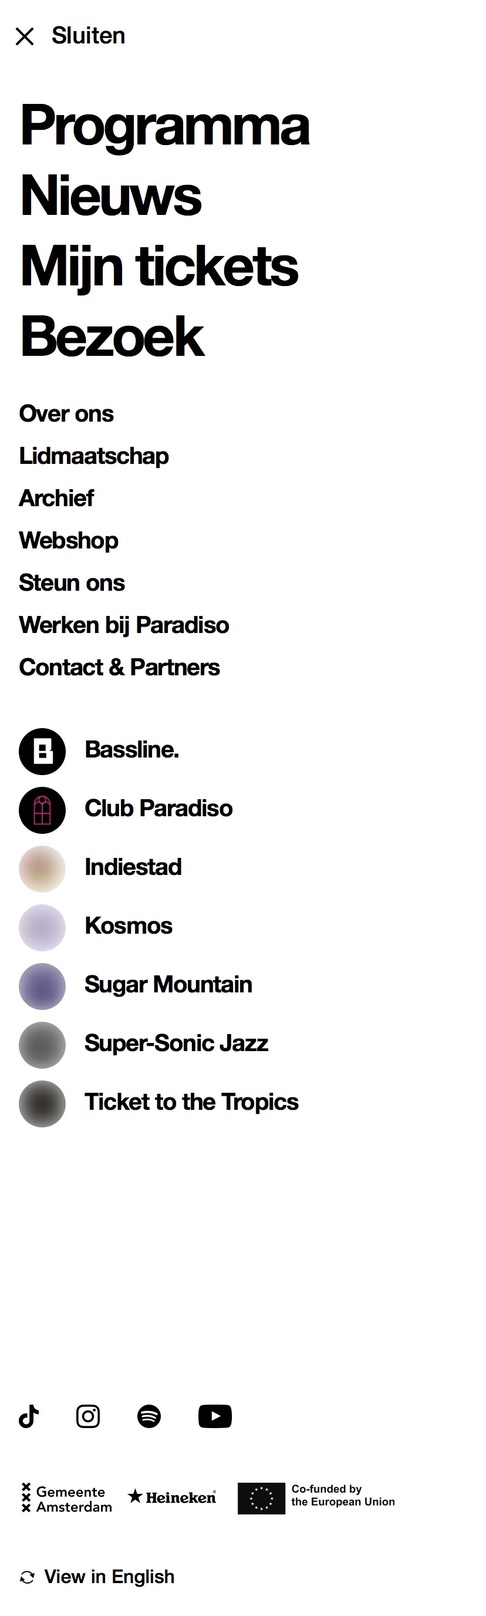 Sluiten
Programma
Nieuws
Mijn tickets
Bezoek
Over ons
Lidmaatschap
Archief
Webshop
Steun ons
Werken bij Paradiso
Contact & Partners
B Bassline.
Club Paradiso
Indiestad
Kosmos
Sugar Mountain
Super-Sonic Jazz
Ticket to the Tropics
Gemeente
Amsterdam
Heineken
Co-funded by
the European Union
View in English